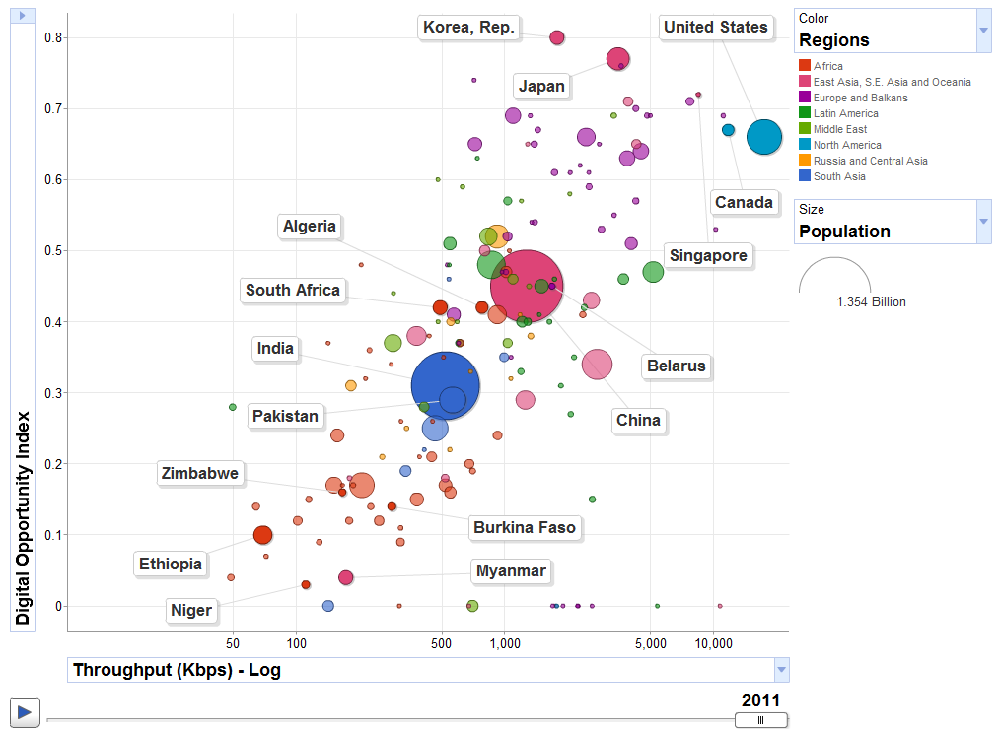 Korea, Rep.
United States
Japan
Canada
Algeria
Singapore
South Africa
India
Belarus
Pakistan
China
Zimbabwe
Burkina Faso
Ethiopia
Myanmar
Niger
Digital Opportunity Index
0.8
0.7
0.6
0.5
0.4
0.3
0.2
0.1
0
50
100
500
1,000
5,000
10,000
Throughput (Kbps) - Log
2011
Color
Regions
Africa
East Asia, S.E. Asia and Oceania
Europe and Balkans
Latin America
Middle East
North America
Russia and Central Asia
South Asia
Size
Population
1.354 Billion